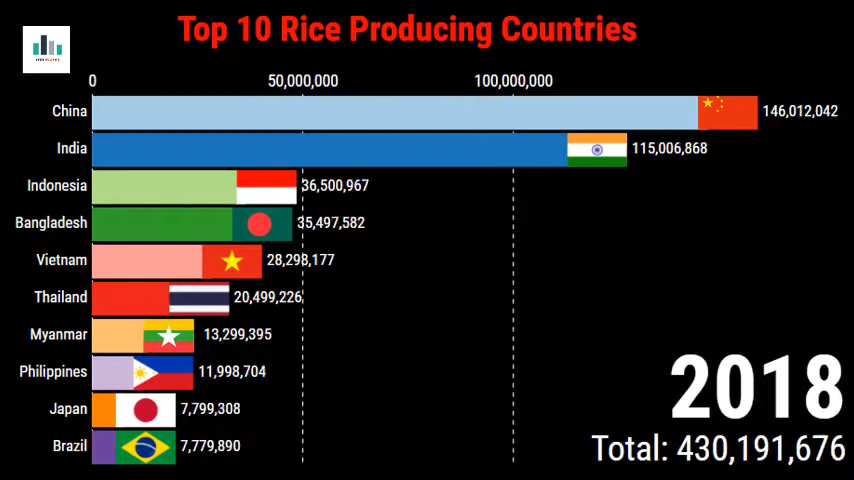 Top 10 Rice Producing Countries
0 50,000,000 100,000,000
China 146,012,042
India 115,006,868
Indonesia 36,500,967
Bangladesh 35,497,582
Vietnam 28,298,177
Thailand 20,499,226
Myanmar 13,299,395
Philippines 11,998,704
Japan 7,799,308
Brazil 7,779,890
2018
Total: 430,191,676